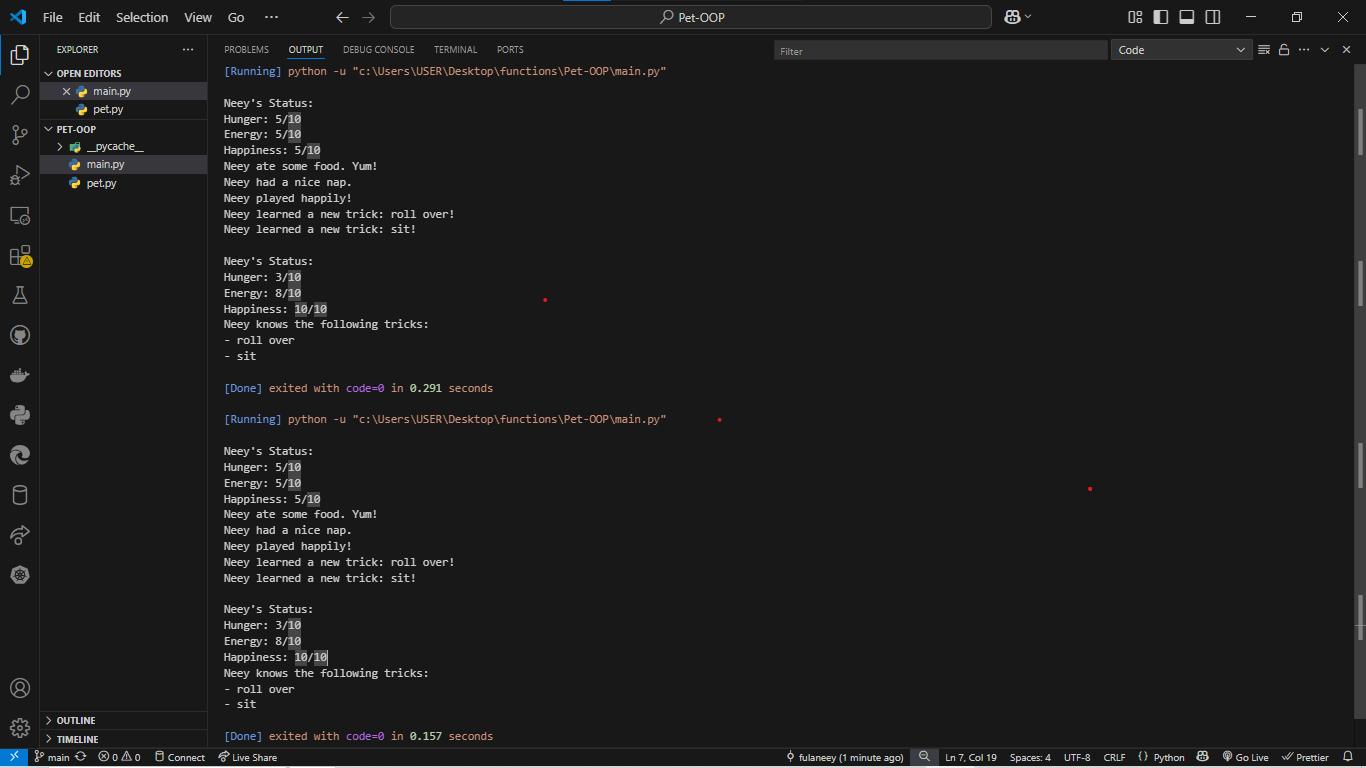 File Edit Selection View Go ··· Pet-OOP
EXPLORER ···
OPEN EDITORS
main.py
pet.py
PET-OOP
__pycache__
main.py
pet.py
OUTLINE
TIMELINE
PROBLEMS OUTPUT DEBUG CONSOLE TERMINAL PORTS Filter Code
[Running] python -u "c:\Users\USER\Desktop\functions\Pet-OOP\main.py"
Neey's Status:
Hunger: 5/10
Energy: 5/10
Happiness: 5/10
Neey ate some food. Yum!
Neey had a nice nap.
Neey played happily!
Neey learned a new trick: roll over!
Neey learned a new trick: sit!
Neey's Status:
Hunger: 3/10
Energy: 8/10
Happiness: 10/10
Neey knows the following tricks:
- roll over
- sit
[Done] exited with code=0 in 0.291 seconds
[Running] python -u "c:\Users\USER\Desktop\functions\Pet-OOP\main.py"
Neey's Status:
Hunger: 5/10
Energy: 5/10
Happiness: 5/10
Neey ate some food. Yum!
Neey had a nice nap.
Neey played happily!
Neey learned a new trick: roll over!
Neey learned a new trick: sit!
Neey's Status:
Hunger: 3/10
Energy: 8/10
Happiness: 10/10
Neey knows the following tricks:
- roll over
- sit
[Done] exited with code=0 in 0.157 seconds
main 0 0 Connect Live Share fulaneey (1 minute ago) Ln 7, Col 19 Spaces: 4 UTF-8 CRLF {} Python Go Live Prettier